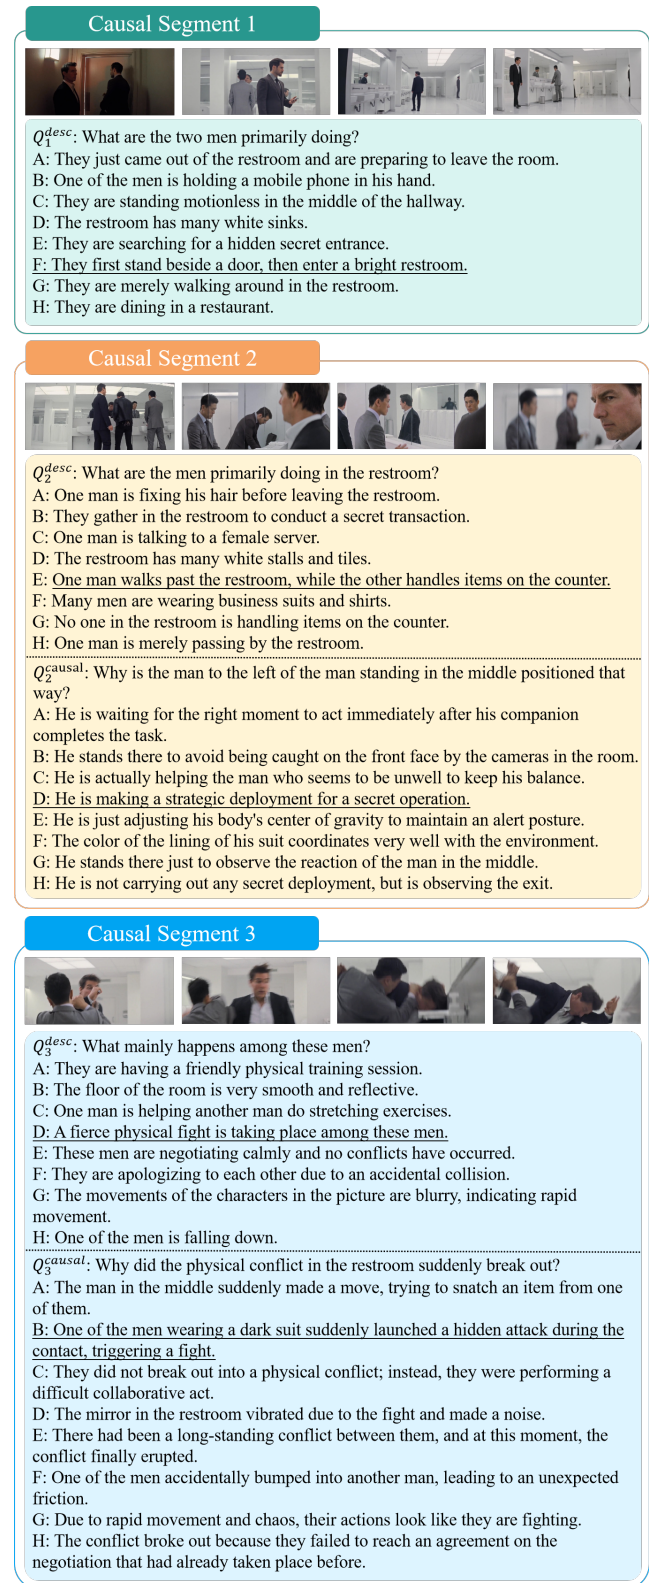 Causal Segment 1
Q₁ᵈᵉˢᶜ: What are the two men primarily doing?
A: They just came out of the restroom and are preparing to leave the room.
B: One of the men is holding a mobile phone in his hand.
C: They are standing motionless in the middle of the hallway.
D: The restroom has many white sinks.
E: They are searching for a hidden secret entrance.
F: They first stand beside a door, then enter a bright restroom.
G: They are merely walking around in the restroom.
H: They are dining in a restaurant.
Causal Segment 2
Q₂ᵈᵉˢᶜ: What are the men primarily doing in the restroom?
A: One man is fixing his hair before leaving the restroom.
B: They gather in the restroom to conduct a secret transaction.
C: One man is talking to a female server.
D: The restroom has many white stalls and tiles.
E: One man walks past the restroom, while the other handles items on the counter.
F: Many men are wearing business suits and shirts.
G: No one in the restroom is handling items on the counter.
H: One man is merely passing by the restroom.
Q₂ᶜᵃᵘˢᵃˡ: Why is the man to the left of the man standing in the middle positioned that
way?
A: He is waiting for the right moment to act immediately after his companion
completes the task.
B: He stands there to avoid being caught on the front face by the cameras in the room.
C: He is actually helping the man who seems to be unwell to keep his balance.
D: He is making a strategic deployment for a secret operation.
E: He is just adjusting his body's center of gravity to maintain an alert posture.
F: The color of the lining of his suit coordinates very well with the environment.
G: He stands there just to observe the reaction of the man in the middle.
H: He is not carrying out any secret deployment, but is observing the exit.
Causal Segment 3
Q₃ᵈᵉˢᶜ: What mainly happens among these men?
A: They are having a friendly physical training session.
B: The floor of the room is very smooth and reflective.
C: One man is helping another man do stretching exercises.
D: A fierce physical fight is taking place among these men.
E: These men are negotiating calmly and no conflicts have occurred.
F: They are apologizing to each other due to an accidental collision.
G: The movements of the characters in the picture are blurry, indicating rapid
movement.
H: One of the men is falling down.
Q₃ᶜᵃᵘˢᵃˡ: Why did the physical conflict in the restroom suddenly break out?
A: The man in the middle suddenly made a move, trying to snatch an item from one
of them.
B: One of the men wearing a dark suit suddenly launched a hidden attack during the
contact, triggering a fight.
C: They did not break out into a physical conflict; instead, they were performing a
difficult collaborative act.
D: The mirror in the restroom vibrated due to the fight and made a noise.
E: There had been a long-standing conflict between them, and at this moment, the
conflict finally erupted.
F: One of the men accidentally bumped into another man, leading to an unexpected
friction.
G: Due to rapid movement and chaos, their actions look like they are fighting.
H: The conflict broke out because they failed to reach an agreement on the
negotiation that had already taken place before.